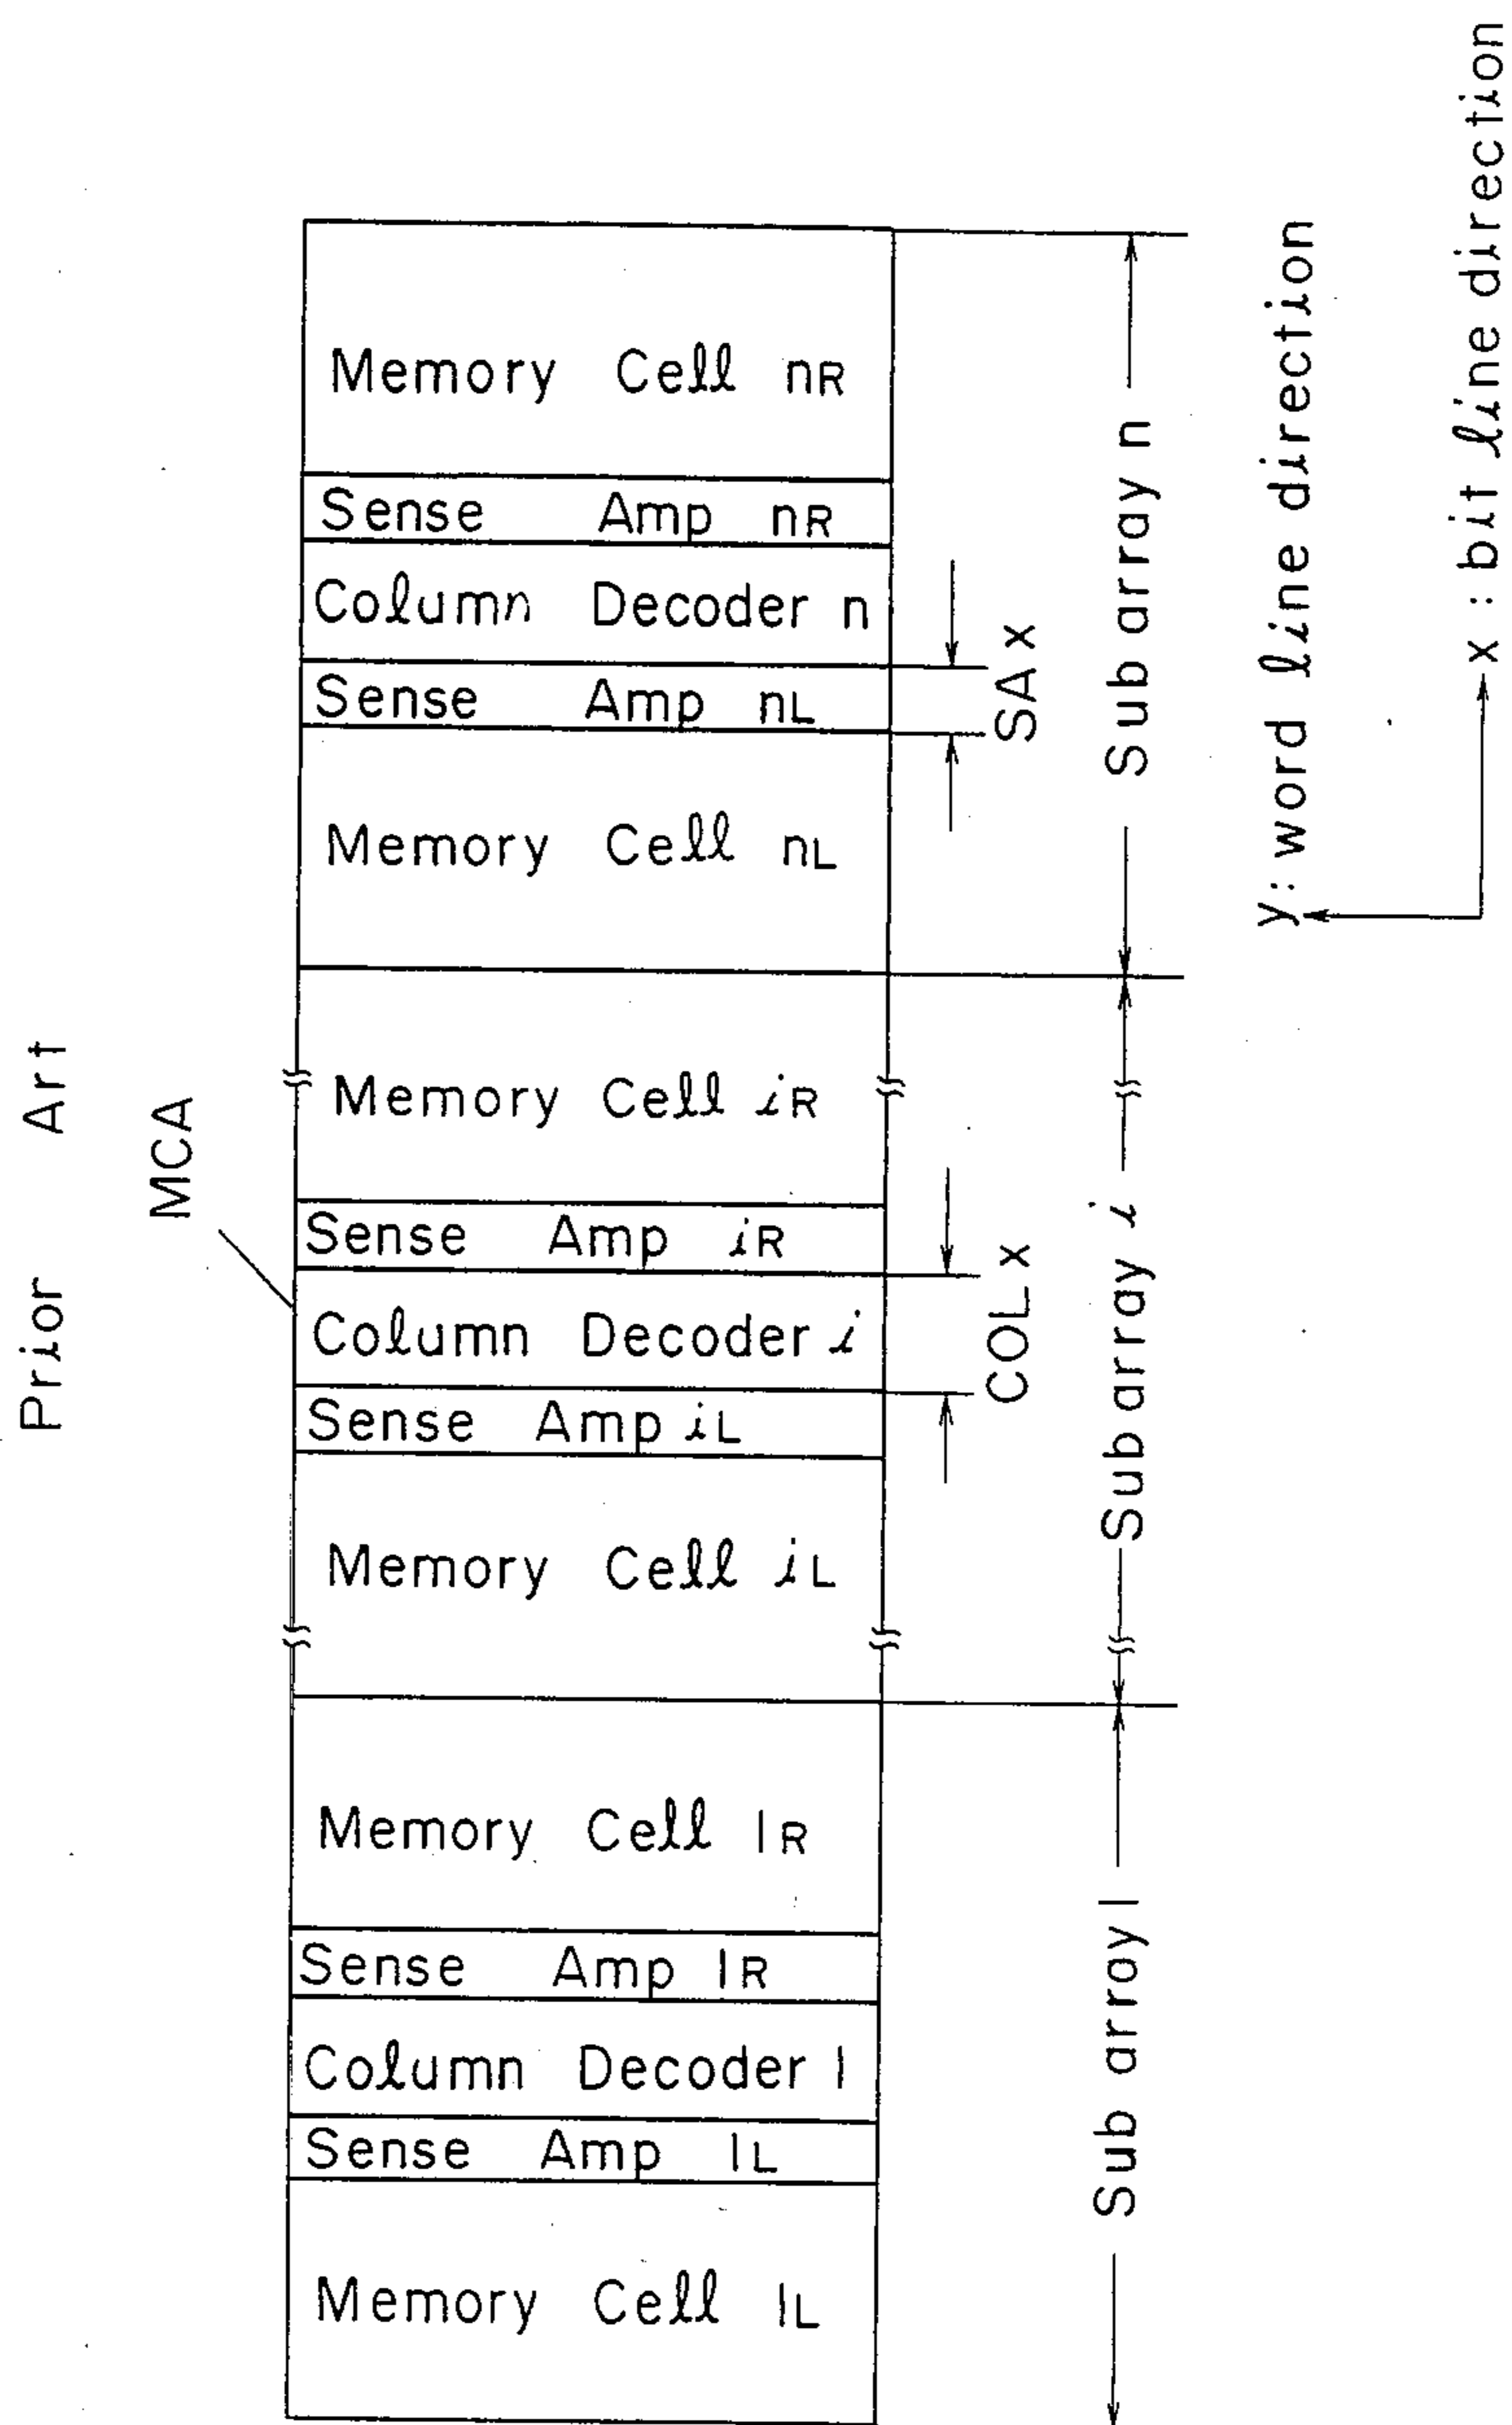 Prior Art
MCA
Memory Cell nR
Sense Amp nR
Column Decoder n
Sense Amp nL
Memory Cell nL
Memory Cell iR
Sense Amp iR
Column Decoder i
Sense Amp iL
Memory Cell iL
Memory Cell 1R
Sense Amp 1R
Column Decoder 1
Sense Amp 1L
Memory Cell 1L
SAx
COLx
Sub array n
Sub array i
Sub array 1
y: word line direction
x: bit line direction